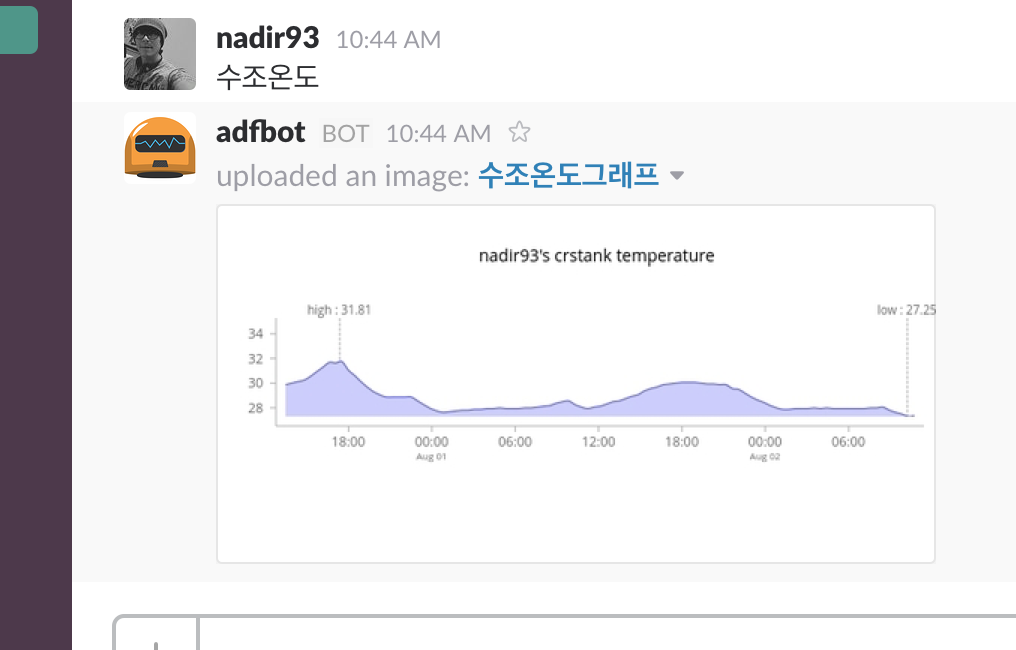 nadir93 10:44 AM
수조온도
adfbot BOT 10:44 AM
uploaded an image: 수조온도그래프
nadir93's crstank temperature
high : 31.81 low : 27.25
34
32
30
28
18:00 00:00 06:00 12:00 18:00 00:00 06:00
Aug 01 Aug 02